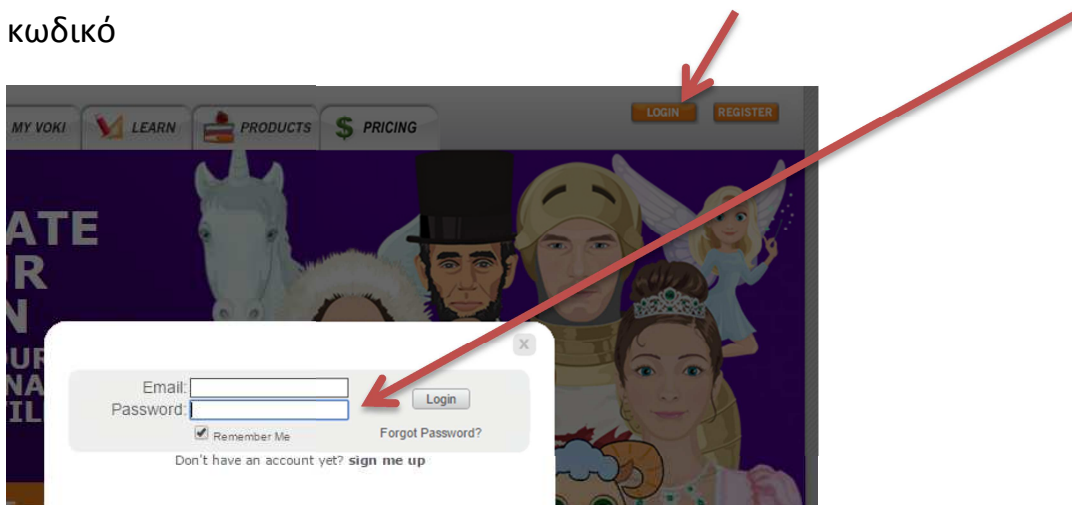 κωδικό
MY VOKI LEARN PRODUCTS $ PRICING LOGIN REGISTER
ATE
R
N
OUR
NA
TIL
X
Email:
Login
Password:
Remember Me Forgot Password?
Don't have an account yet? sign me up